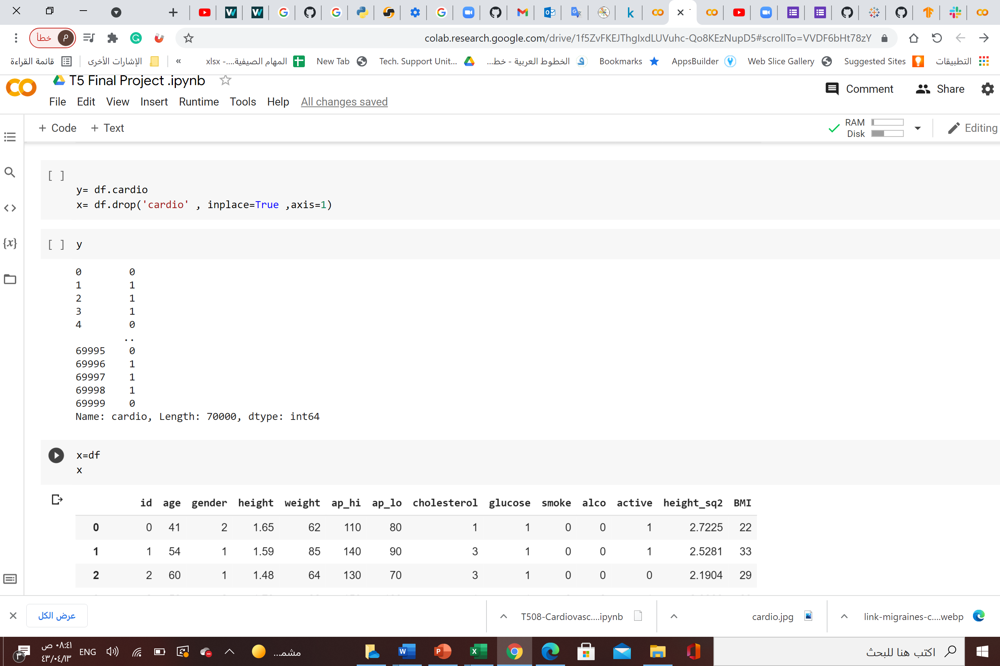 خطأ
colab.research.google.com/drive/1f5ZvFKEJThgIxdLUVuhc-Qo8KEzNupD5#scrollTo=VVDF6bHt78zY
قائمة القراءة
الإشارات الأخرى
»
المهام الصيفية....- xlsx
New Tab
Tech. Support Unit...
الخطوط العربية - خط...
Bookmarks
AppsBuilder
Web Slice Gallery
Suggested Sites
التطبيقات
T5 Final Project .ipynb
Comment
Share
File Edit View Insert Runtime Tools Help All changes saved
+ Code + Text
RAM
Disk
Editing
[ ]
y= df.cardio
x= df.drop('cardio' , inplace=True ,axis=1)
[ ] y
0 0
1 1
2 1
3 1
4 0
..
69995 0
69996 1
69997 1
69998 1
69999 0
Name: cardio, Length: 70000, dtype: int64
x=df
x
id age gender height weight ap_hi ap_lo cholesterol glucose smoke alco active height_sq2 BMI
0 0 41 2 1.65 62 110 80 1 1 0 0 1 2.7225 22
1 1 54 1 1.59 85 140 90 3 1 0 0 1 2.5281 33
2 2 60 1 1.48 64 130 70 3 1 0 0 0 2.1904 29
عرض الكل
T508-Cardiovasc....ipynb
cardio.jpg
link-migraines-c....webp
٠٨:٤١ ص
٤٣/٠٤/١٣
٣
ENG
مشم...
اكتب هنا للبحث